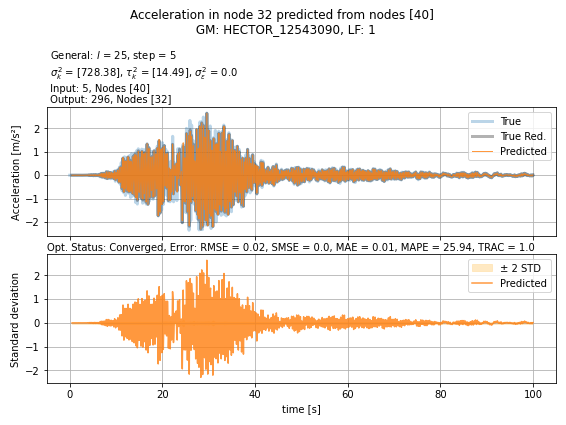 Acceleration in node 32 predicted from nodes [40]
GM: HECTOR_12543090, LF: 1
General: l = 25, step = 5
σ²ₖ = [728.38], τ²ₖ = [14.49], σ²ε = 0.0
Input: 5, Nodes [40]
Output: 296, Nodes [32]
Acceleration [m/s²]
2
1
0
−1
−2
True
True Red.
Predicted
Opt. Status: Converged, Error: RMSE = 0.02, SMSE = 0.0, MAE = 0.01, MAPE = 25.94, TRAC = 1.0
Standard deviation
2
1
0
−1
−2
± 2 STD
Predicted
0 20 40 60 80 100
time [s]